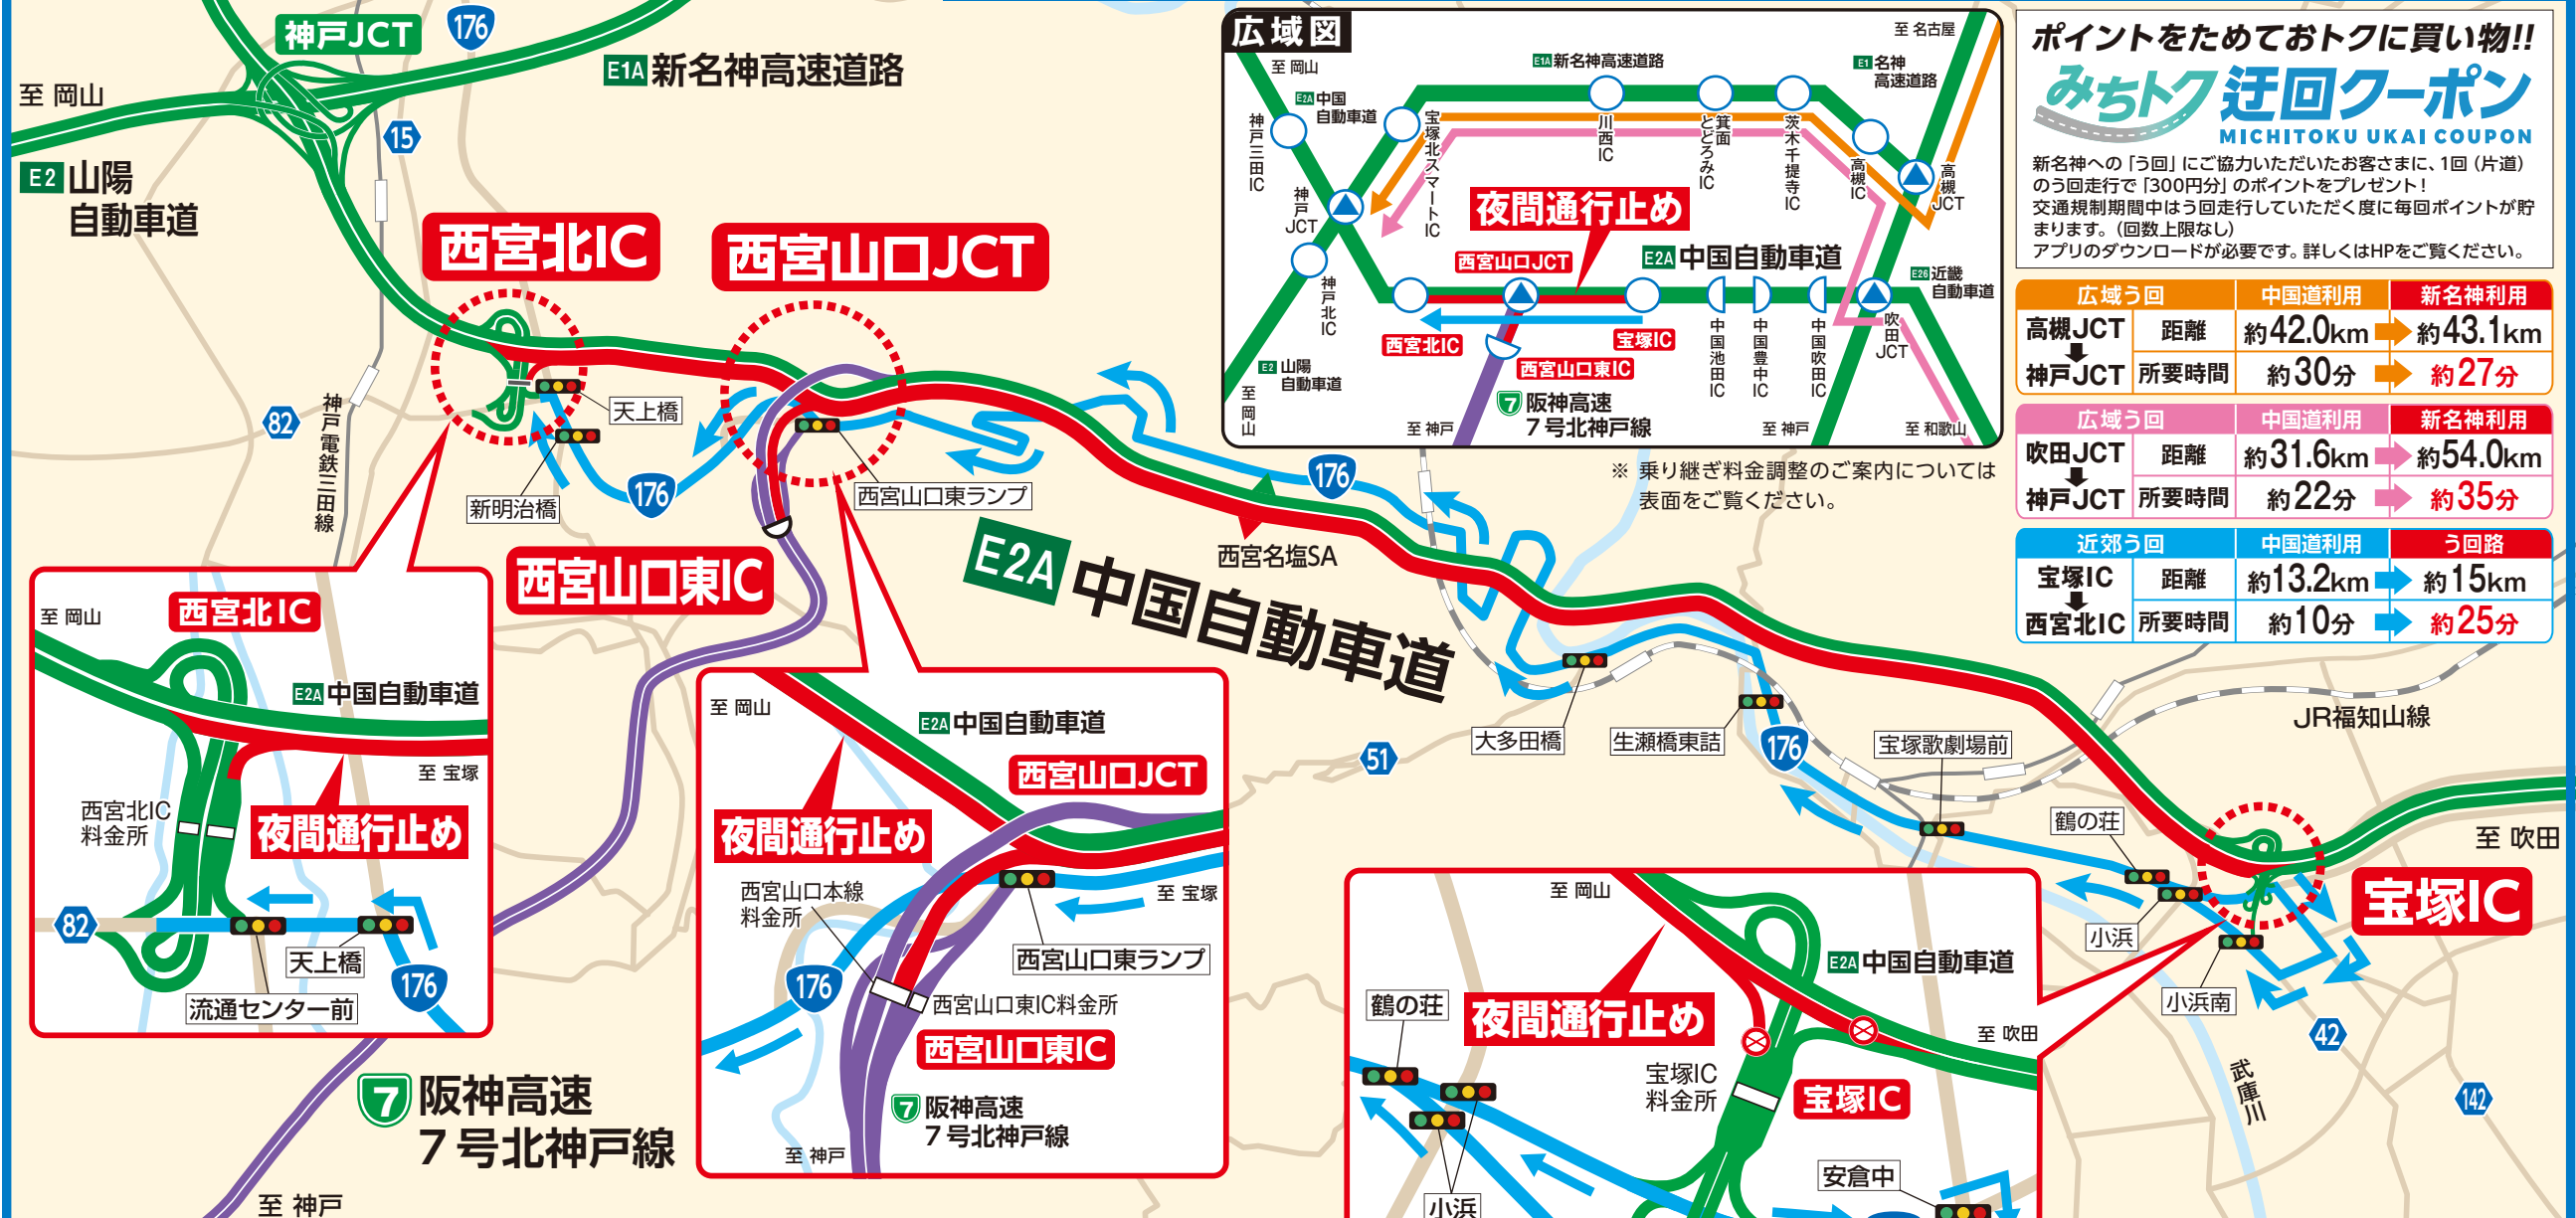 神戸JCT
176
E1A 新名神高速道路
至 岡山
15
E2 山陽
自動車道
西宮北IC
西宮山口JCT
82
神戸電鉄三田線
天上橋
新明治橋
176
西宮山口東ランプ
西宮山口東IC
E2A 中国自動車道
西宮名塩SA
176
大多田橋
生瀬橋東詰
176
宝塚歌劇場前
51
JR福知山線
鶴の荘
小浜
小浜南
至 吹田
宝塚IC
42
142
武庫川
7 阪神高速
7号北神戸線
至 神戸
広域図
至 岡山
至 名古屋
E1A 新名神高速道路
E1 名神
高速道路
E2A 中国
自動車道
神戸三田IC
神戸JCT
宝塚北スマートIC
川西IC
箕面
とどろみIC
茨木千提寺IC
高槻IC
高槻JCT
夜間通行止め
西宮山口JCT
E2A 中国自動車道
E26 近畿
自動車道
神戸北IC
西宮北IC
宝塚IC
西宮山口東IC
中国池田IC
中国豊中IC
中国吹田IC
吹田JCT
E2 山陽
自動車道
至 岡山
7 阪神高速
7号北神戸線
至 神戸
至 神戸
至 和歌山
※ 乗り継ぎ料金調整のご案内については
表面をご覧ください。
ポイントをためておトクに買い物!!
みちトク 迂回クーポン
MICHITOKU UKAI COUPON
新名神への「う回」にご協力いただいたお客さまに、1回（片道）
のう回走行で「300円分」のポイントをプレゼント！
交通規制期間中はう回走行していただく度に毎回ポイントが貯
まります。（回数上限なし）
アプリのダウンロードが必要です。詳しくはHPをご覧ください。
広域う回 中国道利用 新名神利用
高槻JCT 距離 約42.0km 約43.1km
神戸JCT 所要時間 約30分 約27分
広域う回 中国道利用 新名神利用
吹田JCT 距離 約31.6km 約54.0km
神戸JCT 所要時間 約22分 約35分
近郊う回 中国道利用 う回路
宝塚IC 距離 約13.2km 約15km
西宮北IC 所要時間 約10分 約25分
至 岡山
西宮北IC
E2A 中国自動車道
至 宝塚
西宮北IC
料金所
夜間通行止め
82
天上橋
流通センター前
176
至 岡山
E2A 中国自動車道
西宮山口JCT
夜間通行止め
西宮山口本線
料金所
至 宝塚
西宮山口東ランプ
176
西宮山口東IC料金所
西宮山口東IC
7 阪神高速
7号北神戸線
至 神戸
至 岡山
E2A 中国自動車道
鶴の荘
夜間通行止め
至 吹田
宝塚IC
料金所
宝塚IC
安倉中
小浜